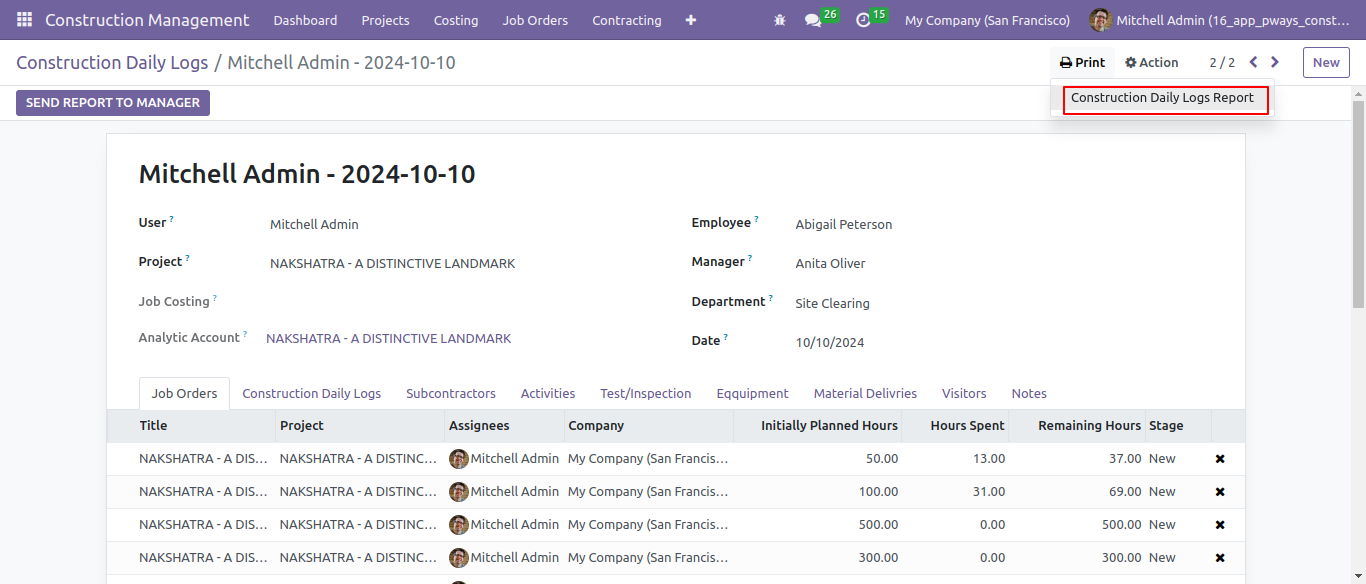 Construction Management Dashboard Projects Costing Job Orders Contracting + 26 15 My Company (San Francisco) Mitchell Admin (16_app_pways_const...
Construction Daily Logs / Mitchell Admin - 2024-10-10 Print Action 2 / 2 New
SEND REPORT TO MANAGER Construction Daily Logs Report
Mitchell Admin - 2024-10-10
User ? Mitchell Admin Employee ? Abigail Peterson
Project ? NAKSHATRA - A DISTINCTIVE LANDMARK Manager ? Anita Oliver
Job Costing ? Department ? Site Clearing
Analytic Account ? NAKSHATRA - A DISTINCTIVE LANDMARK Date ? 10/10/2024
Job Orders Construction Daily Logs Subcontractors Activities Test/Inspection Eqquipment Material Delivries Visitors Notes
Title Project Assignees Company Initially Planned Hours Hours Spent Remaining Hours Stage
NAKSHATRA - A DIS... NAKSHATRA - A DISTINC... Mitchell Admin My Company (San Francis... 50.00 13.00 37.00 New
NAKSHATRA - A DIS... NAKSHATRA - A DISTINC... Mitchell Admin My Company (San Francis... 100.00 31.00 69.00 New
NAKSHATRA - A DIS... NAKSHATRA - A DISTINC... Mitchell Admin My Company (San Francis... 500.00 0.00 500.00 New
NAKSHATRA - A DIS... NAKSHATRA - A DISTINC... Mitchell Admin My Company (San Francis... 300.00 0.00 300.00 New